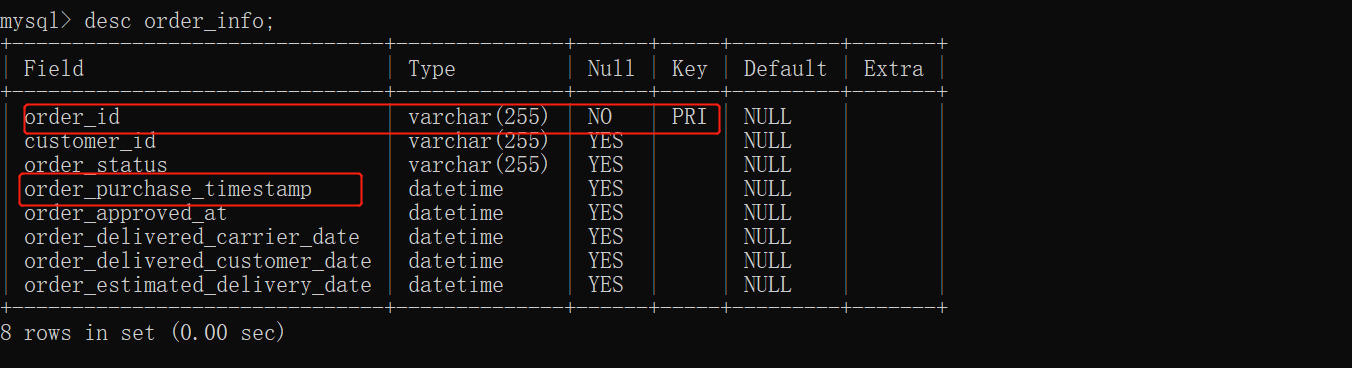 mysql> desc order_info;
+-------------------------------+--------------+------+-----+---------+-------+
| Field                         | Type         | Null | Key | Default | Extra |
+-------------------------------+--------------+------+-----+---------+-------+
| order_id                      | varchar(255) | NO   | PRI | NULL    |       |
| customer_id                   | varchar(255) | YES  |     | NULL    |       |
| order_status                  | varchar(255) | YES  |     | NULL    |       |
| order_purchase_timestamp      | datetime     | YES  |     | NULL    |       |
| order_approved_at             | datetime     | YES  |     | NULL    |       |
| order_delivered_carrier_date  | datetime     | YES  |     | NULL    |       |
| order_delivered_customer_date | datetime     | YES  |     | NULL    |       |
| order_estimated_delivery_date | datetime     | YES  |     | NULL    |       |
+-------------------------------+--------------+------+-----+---------+-------+
8 rows in set (0.00 sec)